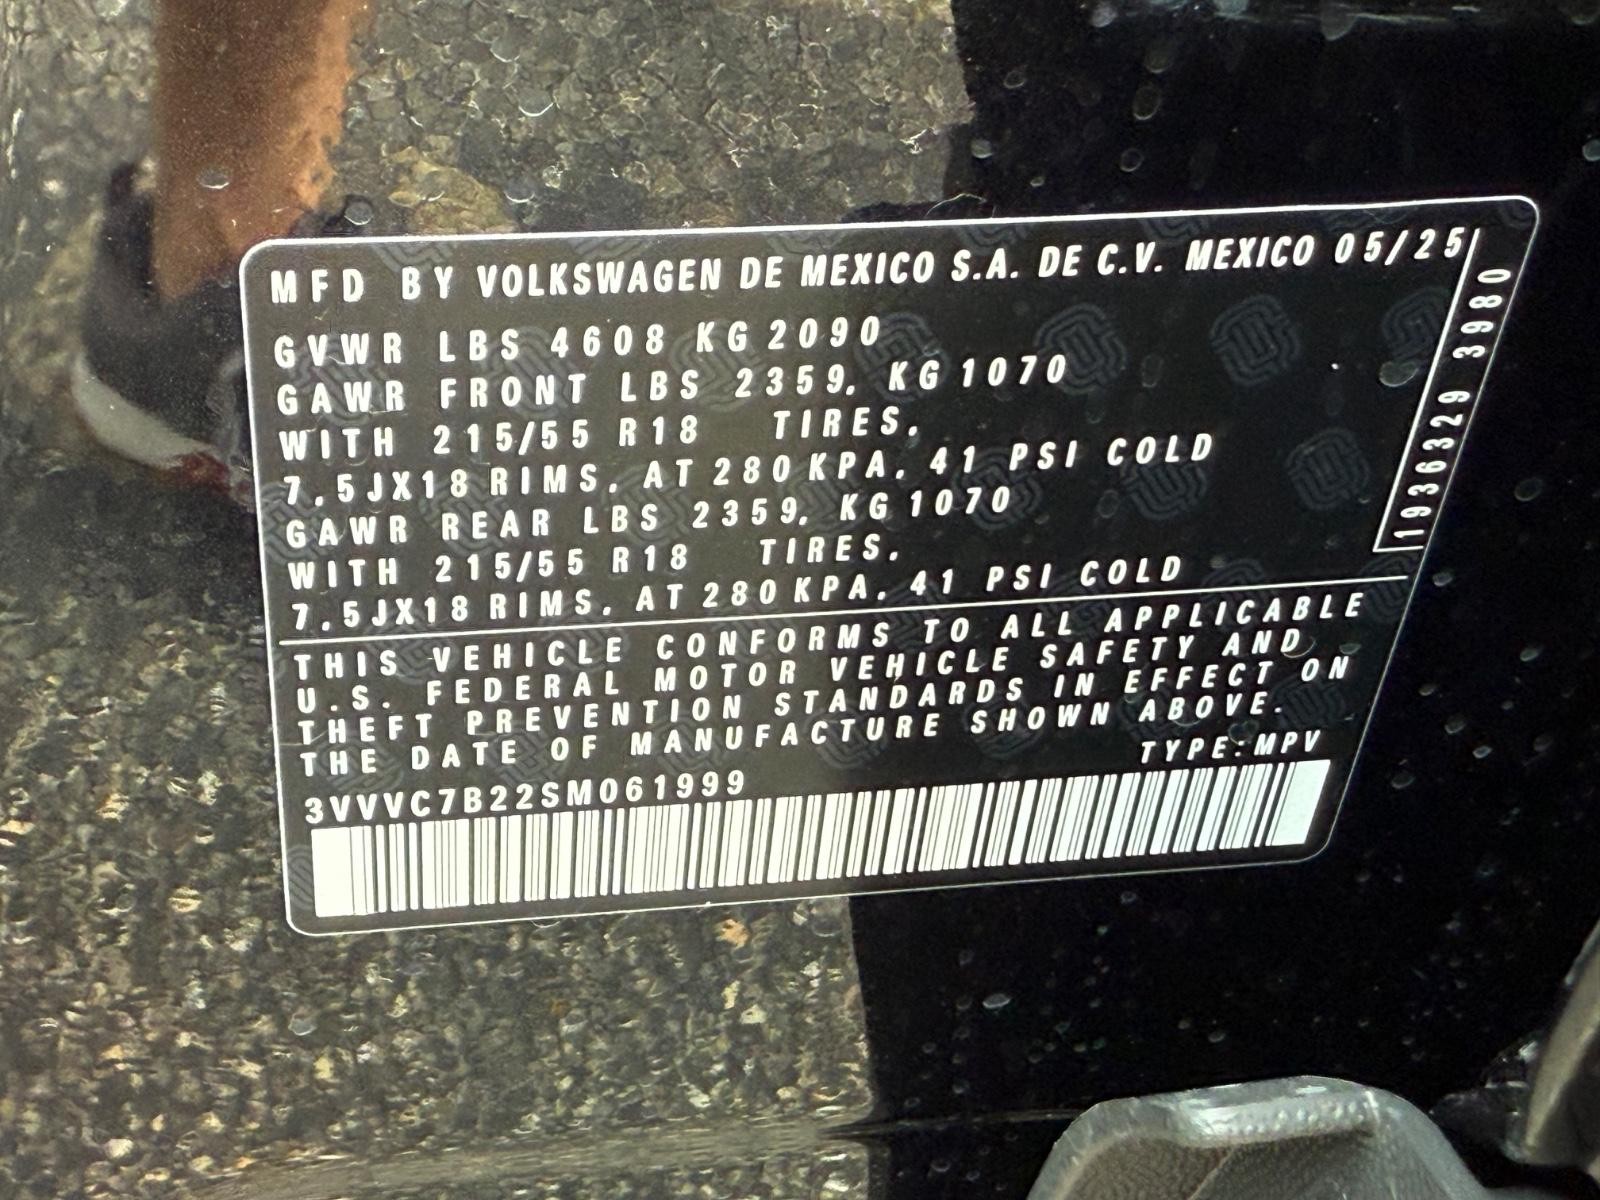 MFD BY VOLKSWAGEN DE MEXICO S.A. DE C.V. MEXICO 05/25
GVWR LBS 4608 KG 2090
GAWR FRONT LBS 2359. KG 1070
WITH 215/55 R18 TIRES.
7.5JX18 RIMS. AT 280 KPA. 41 PSI COLD
GAWR REAR LBS 2359. KG 1070
WITH 215/55 R18 TIRES.
7.5JX18 RIMS. AT 280 KPA. 41 PSI COLD
1936329 3980
THIS VEHICLE CONFORMS TO ALL APPLICABLE
U.S. FEDERAL MOTOR VEHICLE SAFETY AND
THEFT PREVENTION STANDARDS IN EFFECT ON
THE DATE OF MANUFACTURE SHOWN ABOVE.
TYPE:MPV
3VVVC7B22SM061999